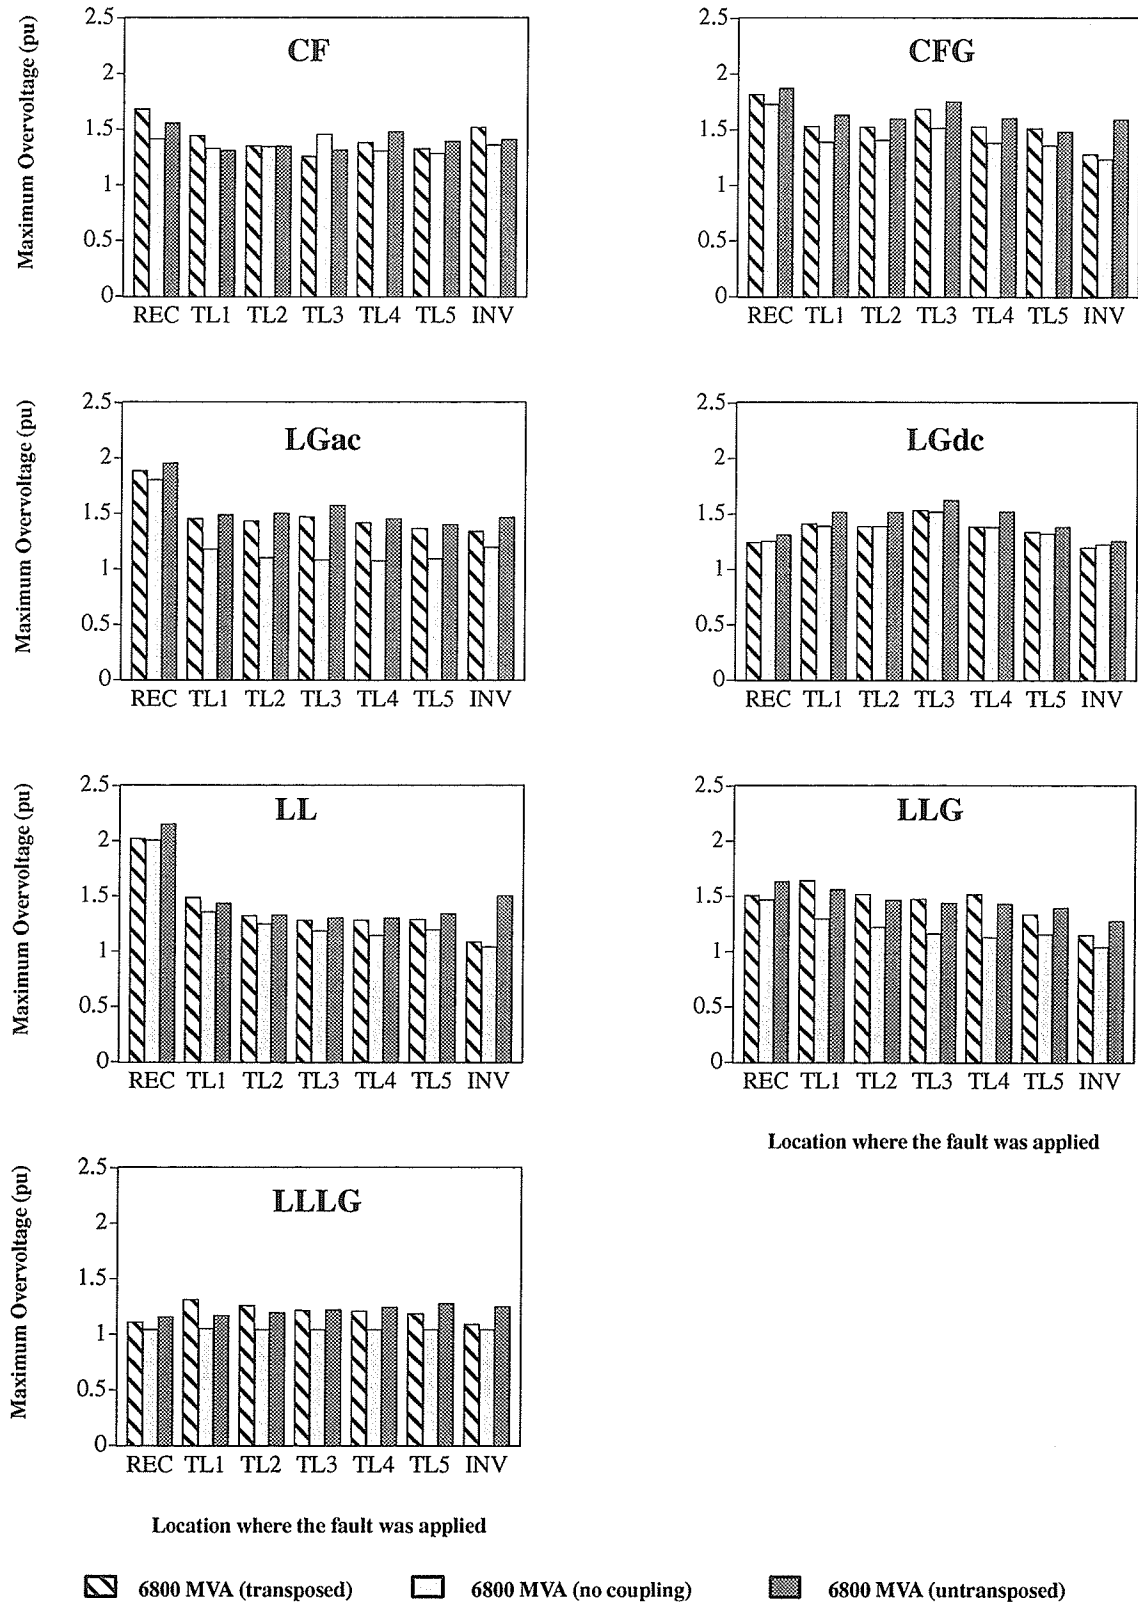 Maximum Overvoltage (pu)
2.5
2
1.5
1
0.5
0
CF
REC TL1 TL2 TL3 TL4 TL5 INV
2.5
2
1.5
1
0.5
0
CFG
REC TL1 TL2 TL3 TL4 TL5 INV
Maximum Overvoltage (pu)
2.5
2
1.5
1
0.5
0
LGac
REC TL1 TL2 TL3 TL4 TL5 INV
2.5
2
1.5
1
0.5
0
LGdc
REC TL1 TL2 TL3 TL4 TL5 INV
Maximum Overvoltage (pu)
2.5
2
1.5
1
0.5
0
LL
REC TL1 TL2 TL3 TL4 TL5 INV
2.5
2
1.5
1
0.5
0
LLG
REC TL1 TL2 TL3 TL4 TL5 INV
Location where the fault was applied
Maximum Overvoltage (pu)
2.5
2
1.5
1
0.5
0
LLLG
REC TL1 TL2 TL3 TL4 TL5 INV
Location where the fault was applied
6800 MVA (transposed)
6800 MVA (no coupling)
6800 MVA (untransposed)